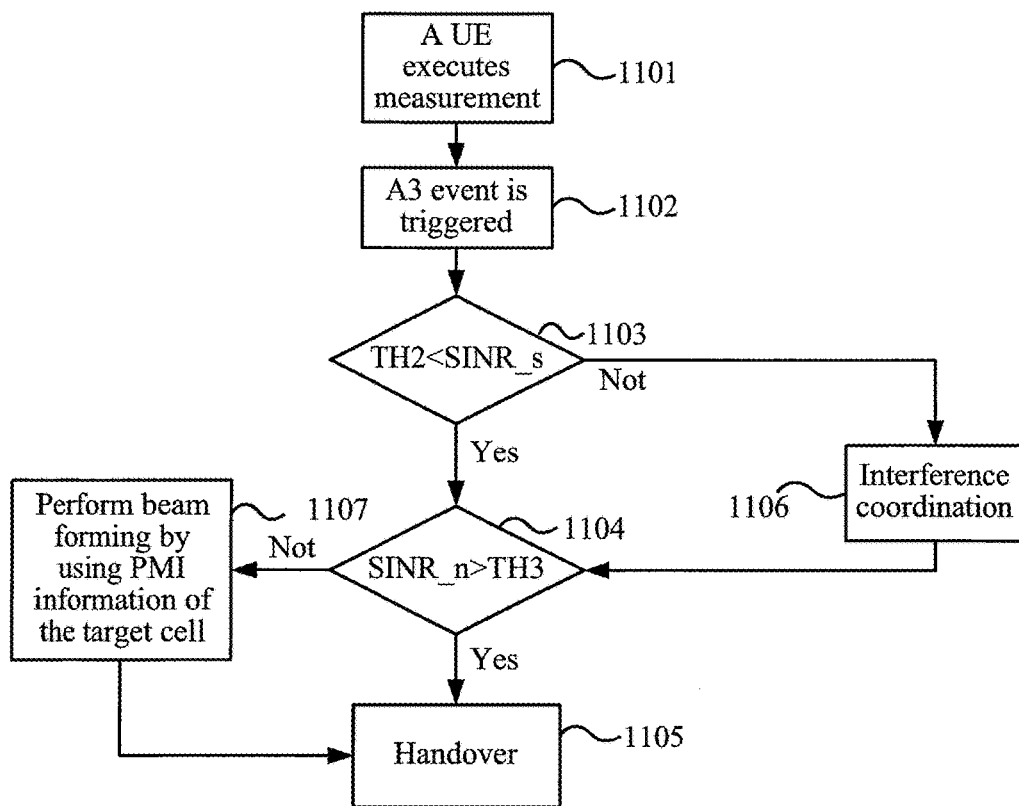 A UE
executes
measurement
1101
A3 event is
triggered
1102
1103
TH2<SINR_s
Not
Yes
Interference
coordination
1106
Perform beam
forming by
using PMI
information of
the target cell
1107
Not
1104
SINR_n>TH3
Yes
Handover
1105